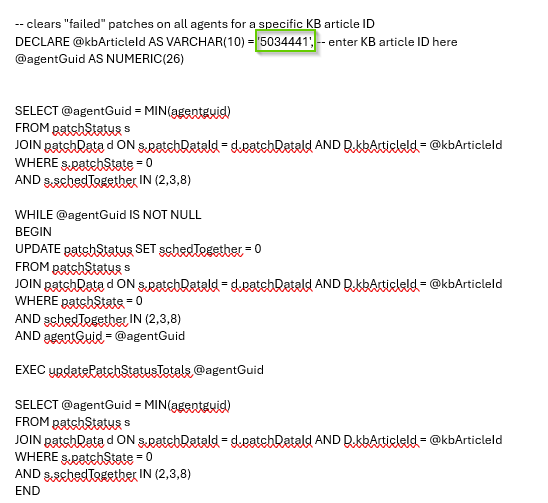 -- clears "failed" patches on all agents for a specific KB article ID
DECLARE @kbArticleId AS VARCHAR(10) = '5034441', -- enter KB article ID here
@agentGuid AS NUMERIC(26)
SELECT @agentGuid = MIN(agentguid)
FROM patchStatus s
JOIN patchData d ON s.patchDataId = d.patchDataId AND D.kbArticleId = @kbArticleId
WHERE s.patchState = 0
AND s.schedTogether IN (2,3,8)
WHILE @agentGuid IS NOT NULL
BEGIN
UPDATE patchStatus SET schedTogether = 0
FROM patchStatus s
JOIN patchData d ON s.patchDataId = d.patchDataId AND D.kbArticleId = @kbArticleId
WHERE patchState = 0
AND schedTogether IN (2,3,8)
AND agentGuid = @agentGuid
EXEC updatePatchStatusTotals @agentGuid
SELECT @agentGuid = MIN(agentguid)
FROM patchStatus s
JOIN patchData d ON s.patchDataId = d.patchDataId AND D.kbArticleId = @kbArticleId
WHERE s.patchState = 0
AND s.schedTogether IN (2,3,8)
END